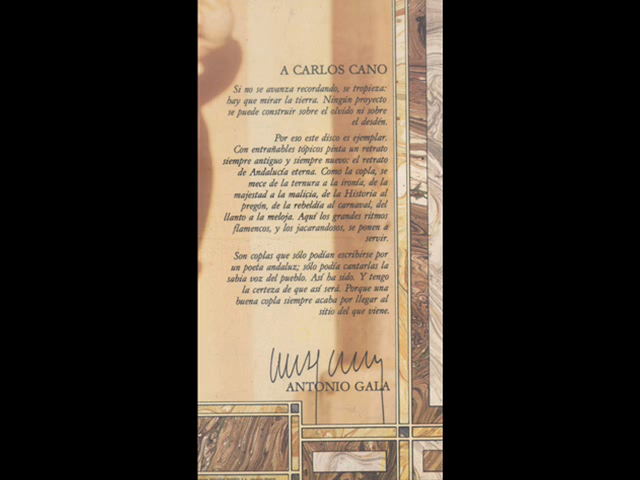 A CARLOS CANO
Si no se avanza recordando, se tropieza:
hay que mirar la tierra. Ningún proyecto
se puede construir sobre el olvido ni sobre
el desdén.
Por eso este disco es ejemplar.
Con entrañables tópicos pinta un retrato
siempre antiguo y siempre nuevo: el retrato
de Andalucía eterna. Como la copla, se
mece de la ternura a la ironía, de la
majestad a la malicia, de la Historia al
pregón, de la rebeldía al carnaval, del
llanto a la meloja. Aquí los grandes ritmos
flamencos, y los jacarandosos, se ponen a
servir.
Son coplas que sólo podían escribirse por
un poeta andaluz; sólo podía cantarlas la
sabia voz del pueblo. Así ha sido. Y tengo
la certeza de que así será. Porque una
buena copla siempre acaba por llegar al
sitio del que viene.
ANTONIO GALA